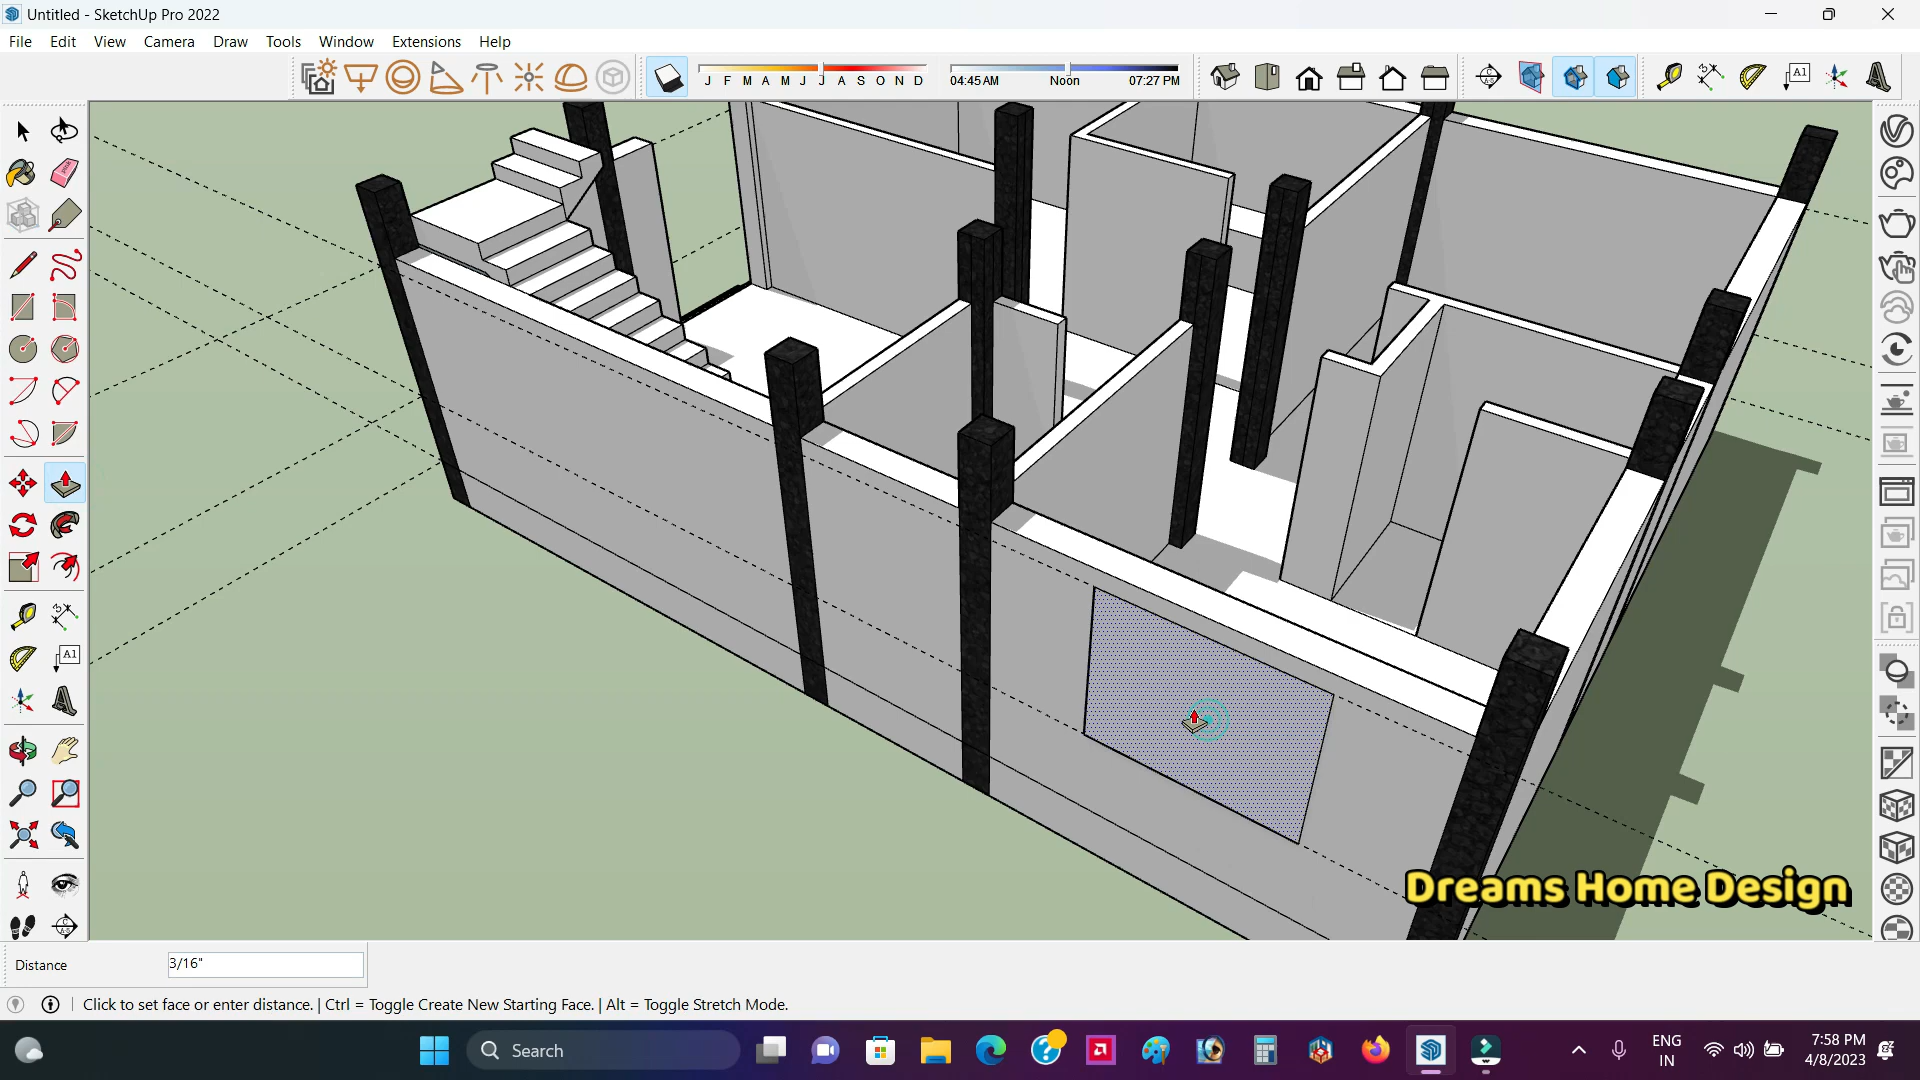 Untitled - SketchUp Pro 2022
File Edit View Camera Draw Tools Window Extensions Help
J F M A M J J A S O N D
04:45 AM Noon 07:27 PM
A1
A1
Dreams Home Design
Distance 3/16"
Click to set face or enter distance. | Ctrl = Toggle Create New Starting Face. | Alt = Toggle Stretch Mode.
Search
ENG
IN
7:58 PM
4/8/2023